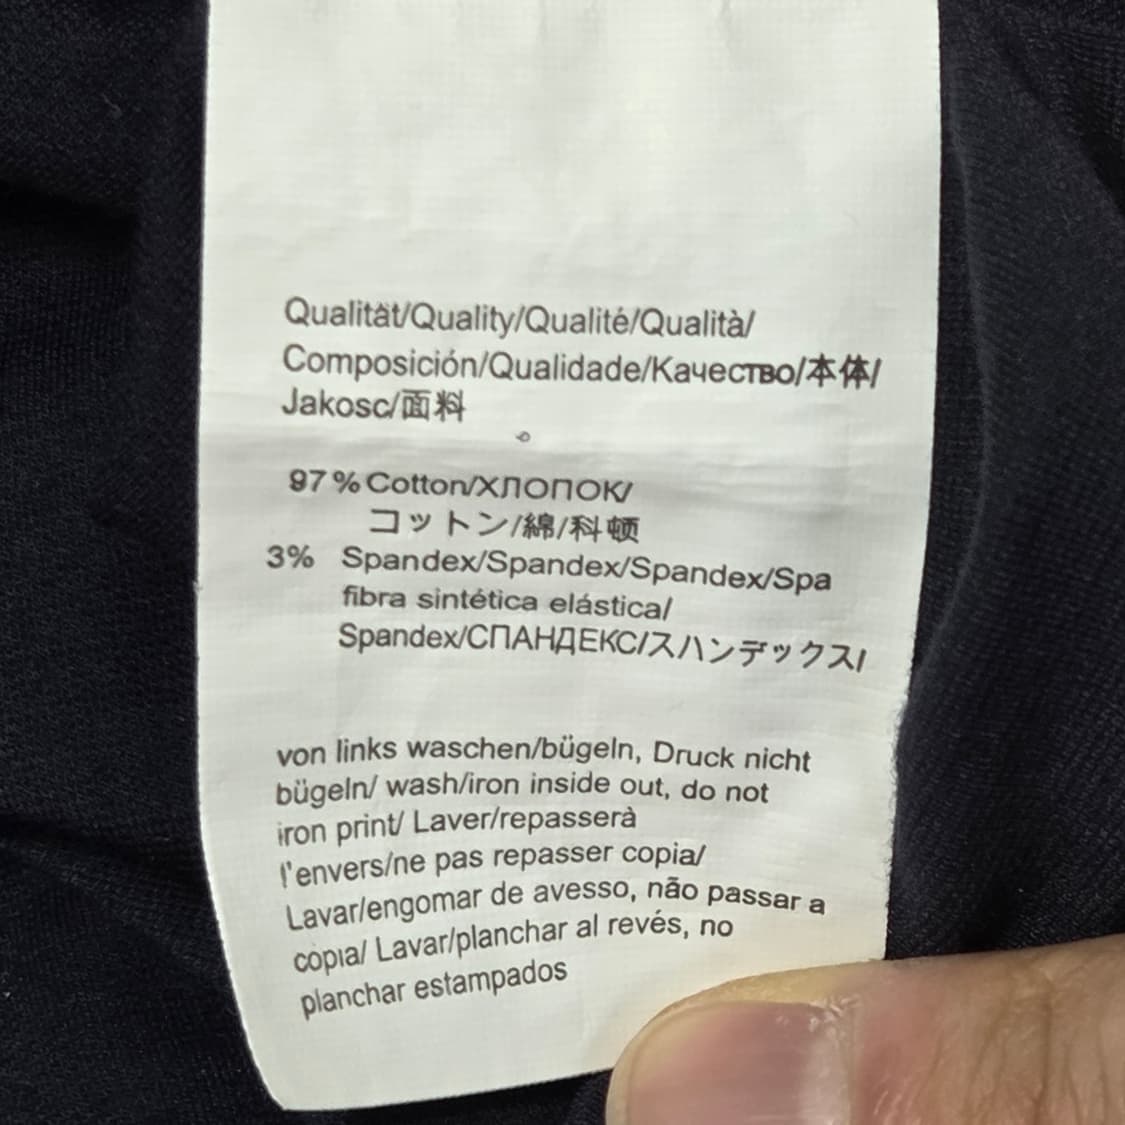 Qualität/Quality/Qualité/Qualità/
Composición/Qualidade/Качество/本体/
Jakosc/面料
97% Cotton/ХЛОПОК/
コットン/綿/科顿
3% Spandex/Spandex/Spandex/Spa
fibra sintética elástica/
Spandex/СПАНДЕКС/スハンデックス/
von links waschen/bügeln, Druck nicht
bügeln/ wash/iron inside out, do not
iron print/ Laver/repasserà
l'envers/ne pas repasser copia/
Lavar/engomar de avesso, não passar a
copıa/ Lavar/planchar al revés, no
planchar estampados